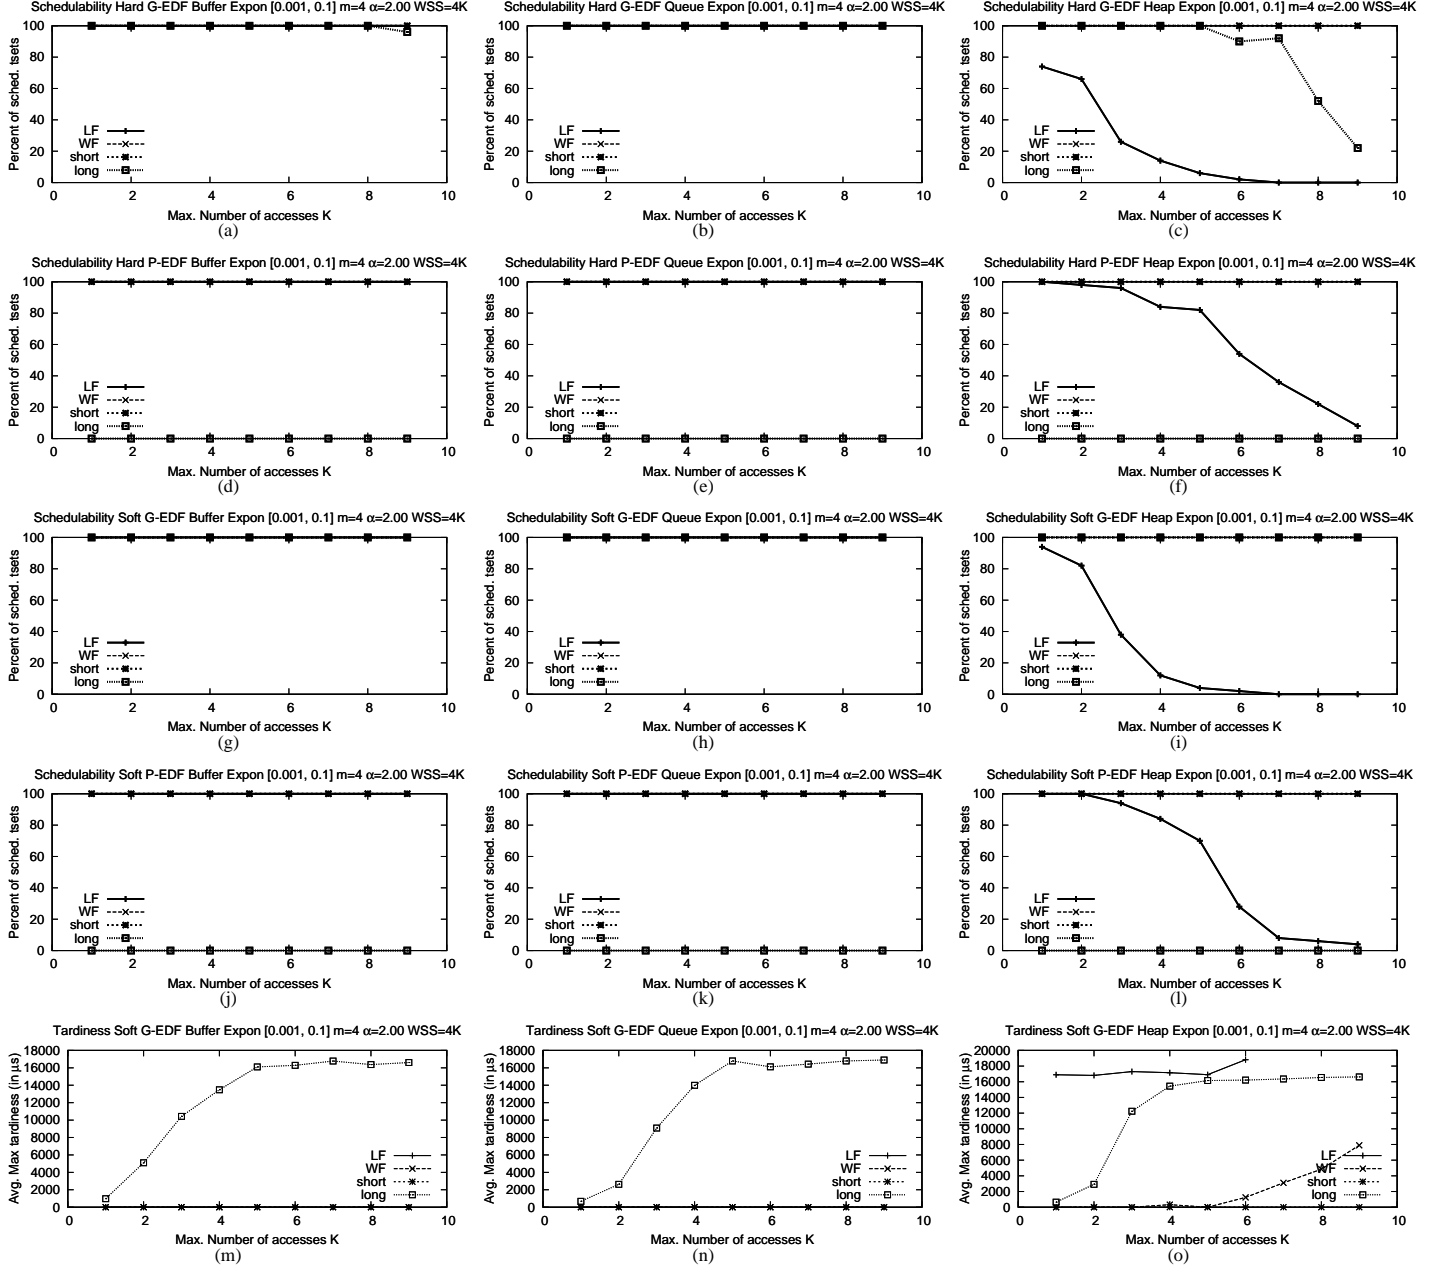 Schedulability Hard G-EDF Buffer Expon [0.001, 0.1] m=4 α=2.00 WSS=4K
Percent of sched. tsets
100
80
60
40
20
0
LF
WF
short
long
0 2 4 6 8 10
Max. Number of accesses K
(a)
Schedulability Hard G-EDF Queue Expon [0.001, 0.1] m=4 α=2.00 WSS=4K
Percent of sched. tsets
100
80
60
40
20
0
LF
WF
short
long
0 2 4 6 8 10
Max. Number of accesses K
(b)
Schedulability Hard G-EDF Heap Expon [0.001, 0.1] m=4 α=2.00 WSS=4K
Percent of sched. tsets
100
80
60
40
20
0
LF
WF
short
long
0 2 4 6 8 10
Max. Number of accesses K
(c)
Schedulability Hard P-EDF Buffer Expon [0.001, 0.1] m=4 α=2.00 WSS=4K
Percent of sched. tsets
100
80
60
40
20
0
LF
WF
short
long
0 2 4 6 8 10
Max. Number of accesses K
(d)
Schedulability Hard P-EDF Queue Expon [0.001, 0.1] m=4 α=2.00 WSS=4K
Percent of sched. tsets
100
80
60
40
20
0
LF
WF
short
long
0 2 4 6 8 10
Max. Number of accesses K
(e)
Schedulability Hard P-EDF Heap Expon [0.001, 0.1] m=4 α=2.00 WSS=4K
Percent of sched. tsets
100
80
60
40
20
0
LF
WF
short
long
0 2 4 6 8 10
Max. Number of accesses K
(f)
Schedulability Soft G-EDF Buffer Expon [0.001, 0.1] m=4 α=2.00 WSS=4K
Percent of sched. tsets
100
80
60
40
20
0
LF
WF
short
long
0 2 4 6 8 10
Max. Number of accesses K
(g)
Schedulability Soft G-EDF Queue Expon [0.001, 0.1] m=4 α=2.00 WSS=4K
Percent of sched. tsets
100
80
60
40
20
0
LF
WF
short
long
0 2 4 6 8 10
Max. Number of accesses K
(h)
Schedulability Soft G-EDF Heap Expon [0.001, 0.1] m=4 α=2.00 WSS=4K
Percent of sched. tsets
100
80
60
40
20
0
LF
WF
short
long
0 2 4 6 8 10
Max. Number of accesses K
(i)
Schedulability Soft P-EDF Buffer Expon [0.001, 0.1] m=4 α=2.00 WSS=4K
Percent of sched. tsets
100
80
60
40
20
0
LF
WF
short
long
0 2 4 6 8 10
Max. Number of accesses K
(j)
Schedulability Soft P-EDF Queue Expon [0.001, 0.1] m=4 α=2.00 WSS=4K
Percent of sched. tsets
100
80
60
40
20
0
LF
WF
short
long
0 2 4 6 8 10
Max. Number of accesses K
(k)
Schedulability Soft P-EDF Heap Expon [0.001, 0.1] m=4 α=2.00 WSS=4K
Percent of sched. tsets
100
80
60
40
20
0
LF
WF
short
long
0 2 4 6 8 10
Max. Number of accesses K
(l)
Tardiness Soft G-EDF Buffer Expon [0.001, 0.1] m=4 α=2.00 WSS=4K
Avg. Max tardiness (in µs)
18000
16000
14000
12000
10000
8000
6000
4000
2000
0
LF
WF
short
long
0 2 4 6 8 10
Max. Number of accesses K
(m)
Tardiness Soft G-EDF Queue Expon [0.001, 0.1] m=4 α=2.00 WSS=4K
Avg. Max tardiness (in µs)
18000
16000
14000
12000
10000
8000
6000
4000
2000
0
LF
WF
short
long
0 2 4 6 8 10
Max. Number of accesses K
(n)
Tardiness Soft G-EDF Heap Expon [0.001, 0.1] m=4 α=2.00 WSS=4K
Avg. Max tardiness (in µs)
20000
18000
16000
14000
12000
10000
8000
6000
4000
2000
0
LF
WF
short
long
0 2 4 6 8 10
Max. Number of accesses K
(o)